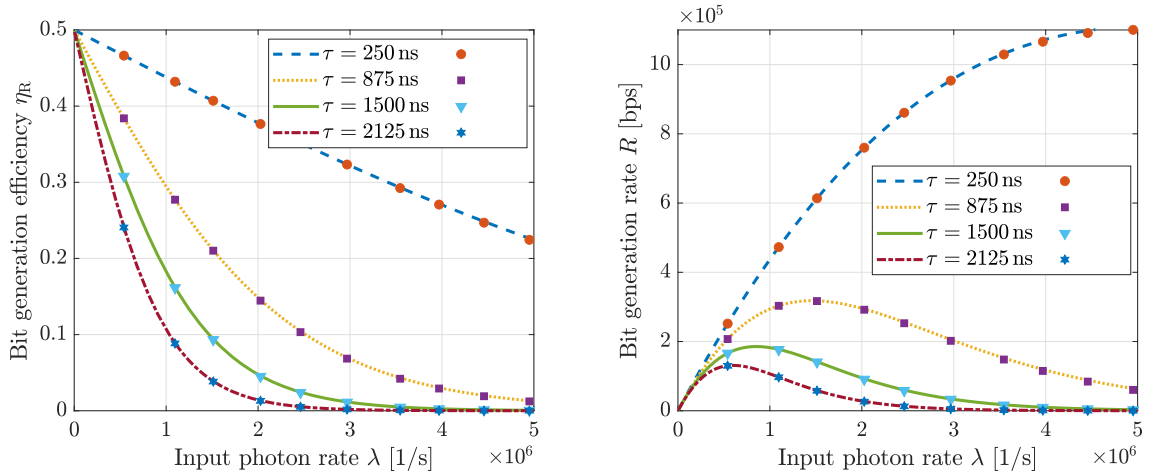 0.5
0.4
0.3
0.2
0.1
0
0 1 2 3 4 5
Bit generation efficiency ηR
Input photon rate λ [1/s] ×10^6
τ = 250 ns
τ = 875 ns
τ = 1500 ns
τ = 2125 ns
×10^5
10
8
6
4
2
0
0 1 2 3 4 5
Bit generation rate R [bps]
Input photon rate λ [1/s] ×10^6
τ = 250 ns
τ = 875 ns
τ = 1500 ns
τ = 2125 ns